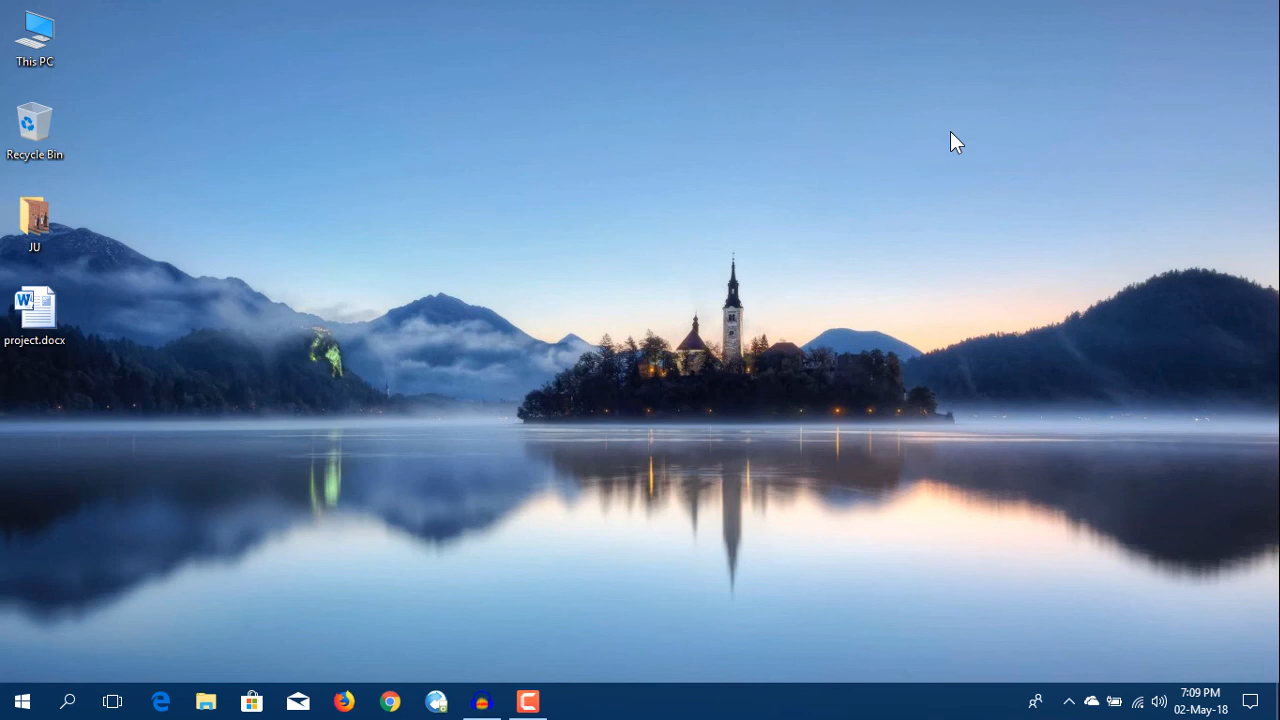 This PC
Recycle Bin
JU
project.docx
7:09 PM
02-May-18